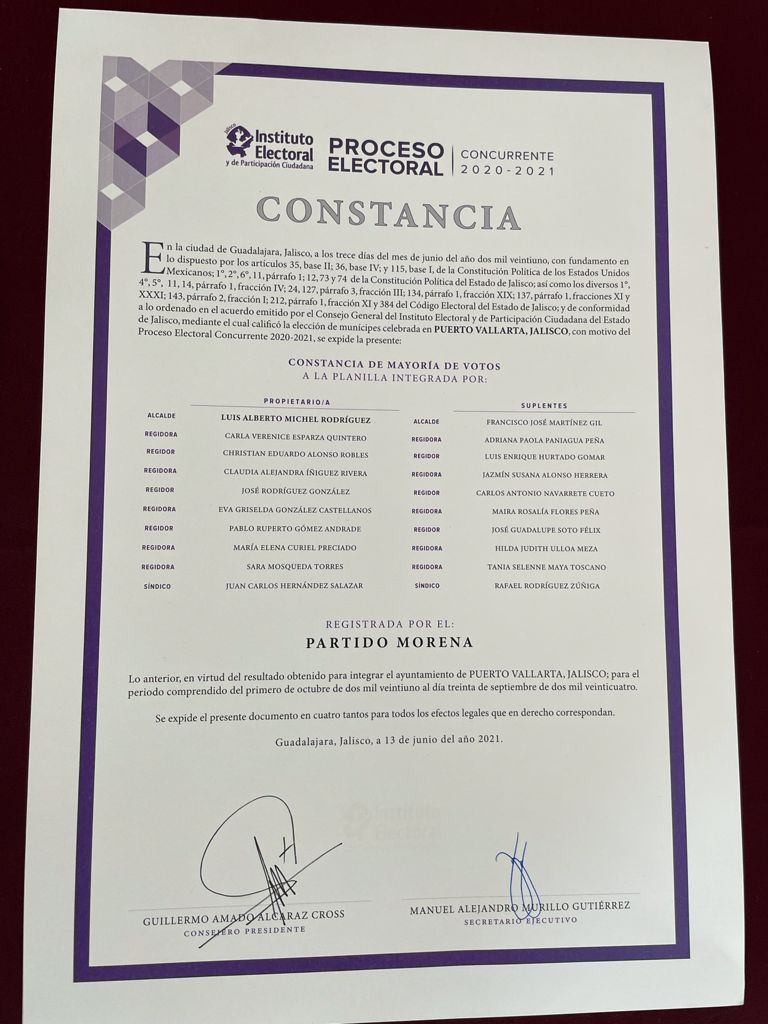 Jalisco
Instituto
Electoral
y de Participación Ciudadana
PROCESO
ELECTORAL
CONCURRENTE
2020-2021
CONSTANCIA
En la ciudad de Guadalajara, Jalisco, a los trece días del mes de junio del año dos mil veintiuno, con fundamento en
lo dispuesto por los artículos 35, base II; 36, base IV; y 115, base I, de la Constitución Política de los Estados Unidos
Mexicanos; 1º, 2º, 6º, 11, párrafo 1; 12, 73 y 74 de la Constitución Política del Estado de Jalisco; así como los diversos 1º,
4º, 5º, 11, 14, párrafo 1, fracción IV; 24, 127, párrafo 3, fracción III; 134, párrafo 1, fracción XIX; 137, párrafo 1, fracciones XI y
XXXI; 143, párrafo 2, fracción I; 212, párrafo 1, fracción XI y 384 del Código Electoral del Estado de Jalisco; y de conformidad
a lo ordenado en el acuerdo emitido por el Consejo General del Instituto Electoral y de Participación Ciudadana del Estado
de Jalisco, mediante el cual calificó la elección de munícipes celebrada en PUERTO VALLARTA, JALISCO, con motivo del
Proceso Electoral Concurrente 2020-2021, se expide la presente:
CONSTANCIA DE MAYORÍA DE VOTOS
A LA PLANILLA INTEGRADA POR:
PROPIETARIO/A SUPLENTES
ALCALDE LUIS ALBERTO MICHEL RODRÍGUEZ ALCALDE FRANCISCO JOSÉ MARTÍNEZ GIL
REGIDORA CARLA VERENICE ESPARZA QUINTERO REGIDORA ADRIANA PAOLA PANIAGUA PEÑA
REGIDOR CHRISTIAN EDUARDO ALONSO ROBLES REGIDOR LUIS ENRIQUE HURTADO GOMAR
REGIDORA CLAUDIA ALEJANDRA ÍÑIGUEZ RIVERA REGIDORA JAZMÍN SUSANA ALONSO HERRERA
REGIDOR JOSÉ RODRÍGUEZ GONZÁLEZ REGIDOR CARLOS ANTONIO NAVARRETE CUETO
REGIDORA EVA GRISELDA GONZÁLEZ CASTELLANOS REGIDORA MAIRA ROSALÍA FLORES PEÑA
REGIDOR PABLO RUPERTO GÓMEZ ANDRADE REGIDOR JOSÉ GUADALUPE SOTO FÉLIX
REGIDORA MARÍA ELENA CURIEL PRECIADO REGIDORA HILDA JUDITH ULLOA MEZA
REGIDORA SARA MOSQUEDA TORRES REGIDORA TANIA SELENNE MAYA TOSCANO
SÍNDICO JUAN CARLOS HERNÁNDEZ SALAZAR SÍNDICO RAFAEL RODRÍGUEZ ZÚÑIGA
REGISTRADA POR EL:
PARTIDO MORENA
Lo anterior, en virtud del resultado obtenido para integrar el ayuntamiento de PUERTO VALLARTA, JALISCO; para el
periodo comprendido del primero de octubre de dos mil veintiuno al día treinta de septiembre de dos mil veinticuatro.
Se expide el presente documento en cuatro tantos para todos los efectos legales que en derecho correspondan.
Guadalajara, Jalisco, a 13 de junio del año 2021.
Instituto
Electoral
GUILLERMO AMADO ALCARAZ CROSS
CONSEJERO PRESIDENTE
MANUEL ALEJANDRO MURILLO GUTIÉRREZ
SECRETARIO EJECUTIVO